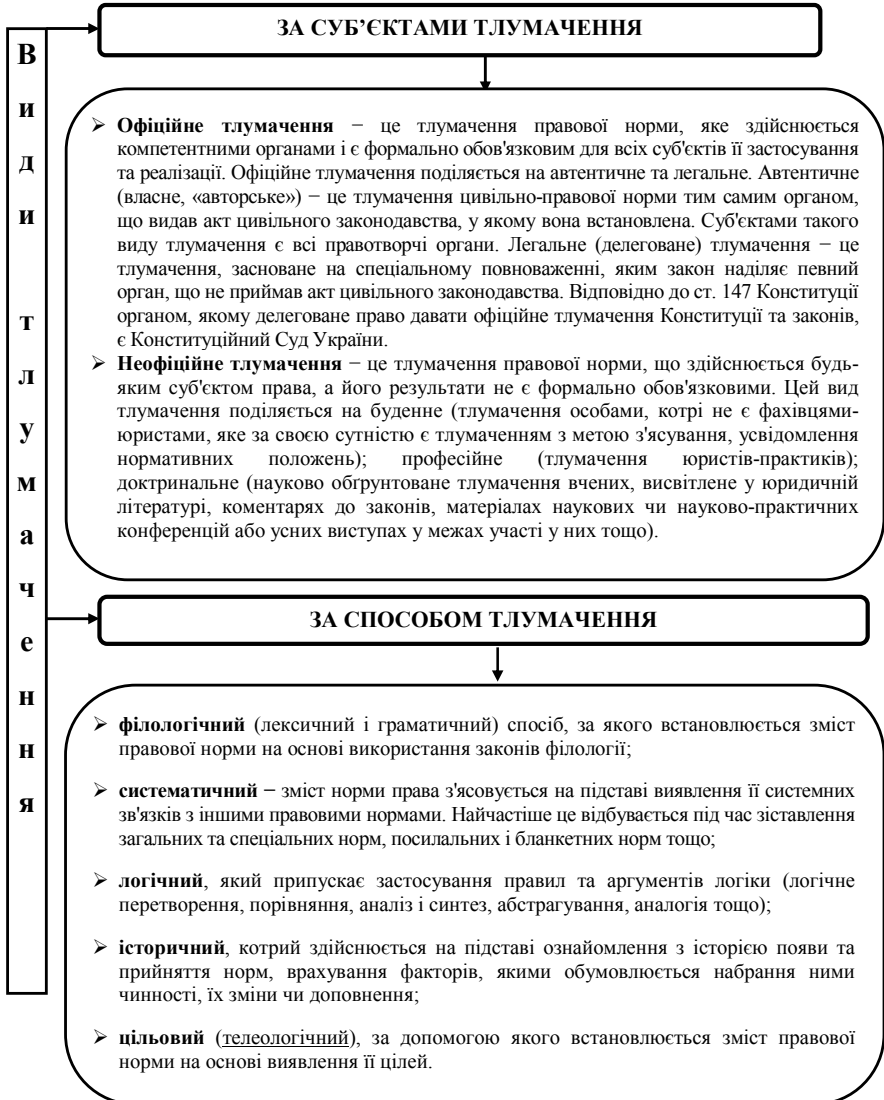 Види тлумачення
ЗА СУБ’ЄКТАМИ ТЛУМАЧЕННЯ
➢ Офіційне тлумачення − це тлумачення правової норми, яке здійснюється
компетентними органами і є формально обов'язковим для всіх суб'єктів її застосування
та реалізації. Офіційне тлумачення поділяється на автентичне та легальне. Автентичне
(власне, «авторське») − це тлумачення цивільно-правової норми тим самим органом,
що видав акт цивільного законодавства, у якому вона встановлена. Суб'єктами такого
виду тлумачення є всі правотворчі органи. Легальне (делеговане) тлумачення − це
тлумачення, засноване на спеціальному повноваженні, яким закон наділяє певний
орган, що не приймав акт цивільного законодавства. Відповідно до ст. 147 Конституції
органом, якому делеговане право давати офіційне тлумачення Конституції та законів,
є Конституційний Суд України.
➢ Неофіційне тлумачення − це тлумачення правової норми, що здійснюється будь-
яким суб'єктом права, а його результати не є формально обов'язковими. Цей вид
тлумачення поділяється на буденне (тлумачення особами, котрі не є фахівцями-
юристами, яке за своєю сутністю є тлумаченням з метою з'ясування, усвідомлення
нормативних положень); професійне (тлумачення юристів-практиків);
доктринальне (науково обґрунтоване тлумачення вчених, висвітлене у юридичній
літературі, коментарях до законів, матеріалах наукових чи науково-практичних
конференцій або усних виступах у межах участі у них тощо).
ЗА СПОСОБОМ ТЛУМАЧЕННЯ
➢ філологічний (лексичний і граматичний) спосіб, за якого встановлюється зміст
правової норми на основі використання законів філології;
➢ систематичний − зміст норми права з'ясовується на підставі виявлення її системних
зв'язків з іншими правовими нормами. Найчастіше це відбувається під час зіставлення
загальних та спеціальних норм, посилальних і бланкетних норм тощо;
➢ логічний, який припускає застосування правил та аргументів логіки (логічне
перетворення, порівняння, аналіз і синтез, абстрагування, аналогія тощо);
➢ історичний, котрий здійснюється на підставі ознайомлення з історією появи та
прийняття норм, врахування факторів, якими обумовлюється набрання ними
чинності, їх зміни чи доповнення;
➢ цільовий (телеологічний), за допомогою якого встановлюється зміст правової
норми на основі виявлення її цілей.